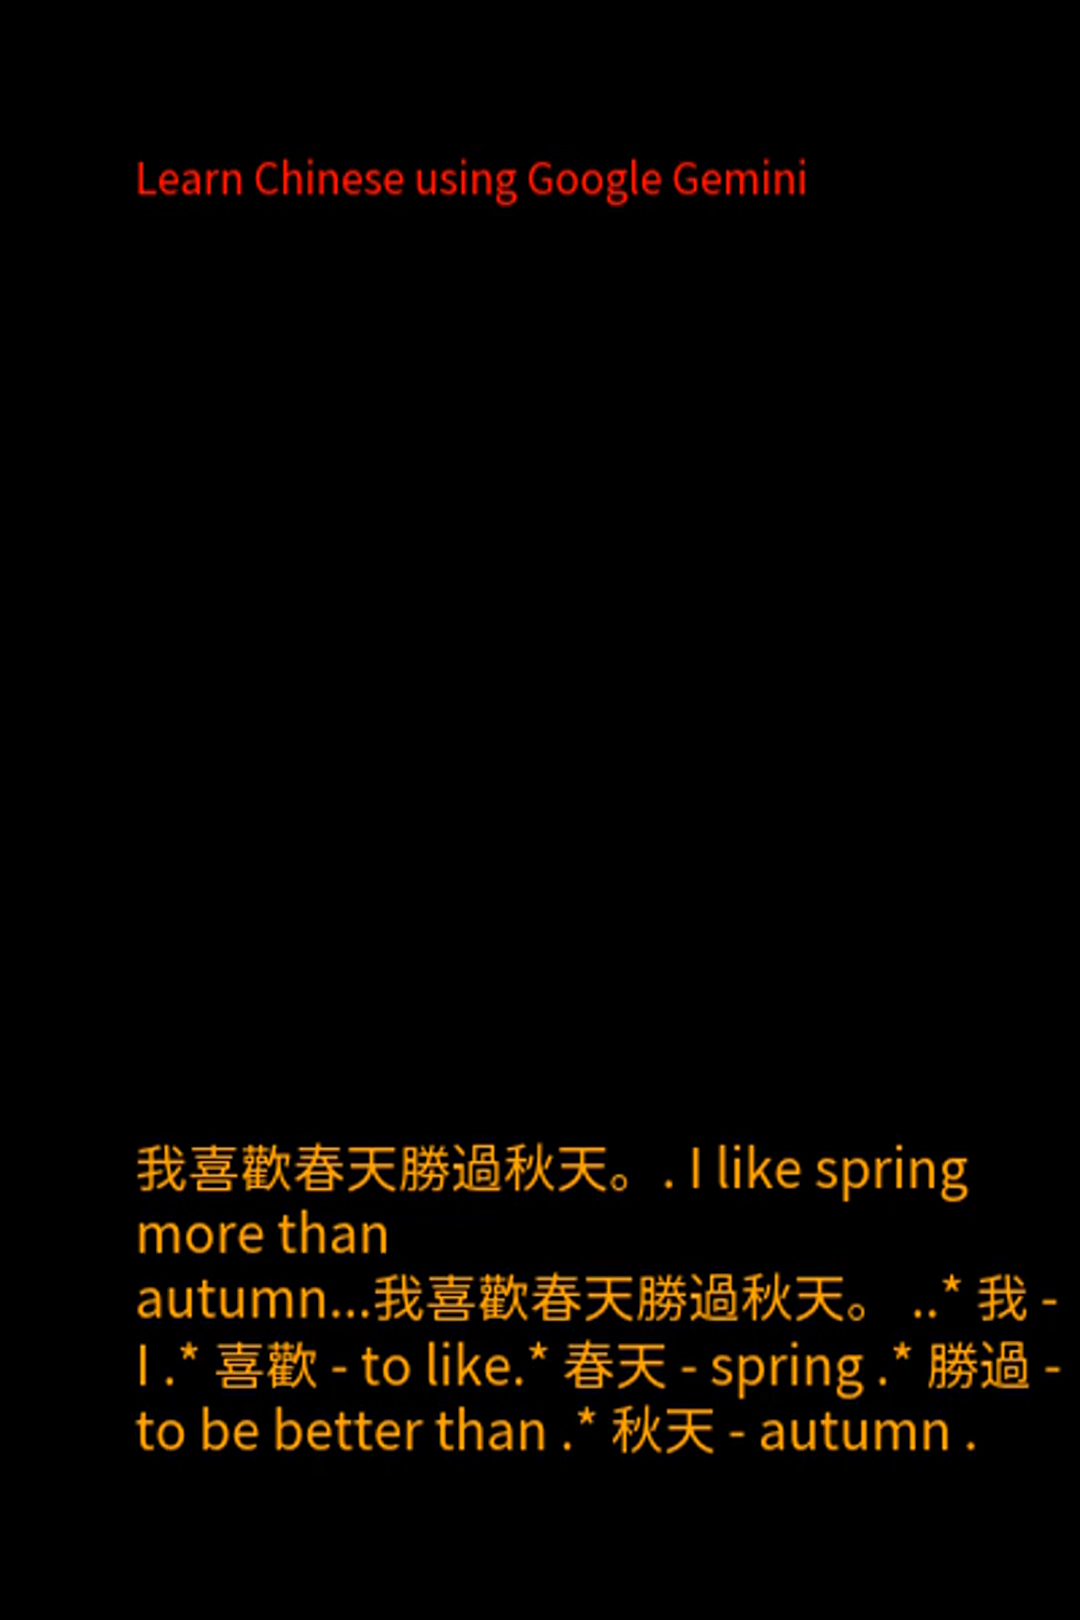 Learn Chinese using Google Gemini
我喜歡春天勝過秋天。. I like spring
more than
autumn...我喜歡春天勝過秋天。 ..* 我 -
I .* 喜歡 - to like.* 春天 - spring .* 勝過 -
to be better than .* 秋天 - autumn .